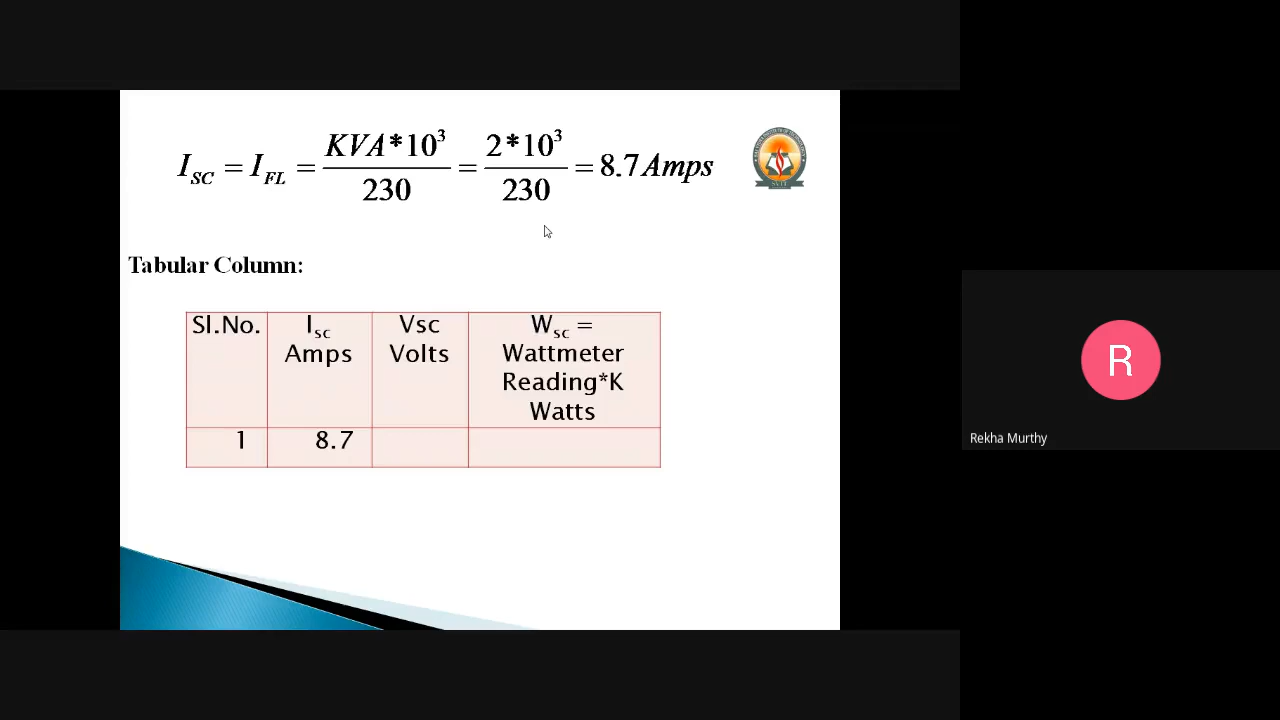 I_SC = I_FL = KVA*10³/230 = 2*10³/230 = 8.7 Amps
Tabular Column:
Sl.No. I_sc Amps Vsc Volts W_sc = Wattmeter Reading*K Watts
1 8.7
SVIT
R
Rekha Murthy